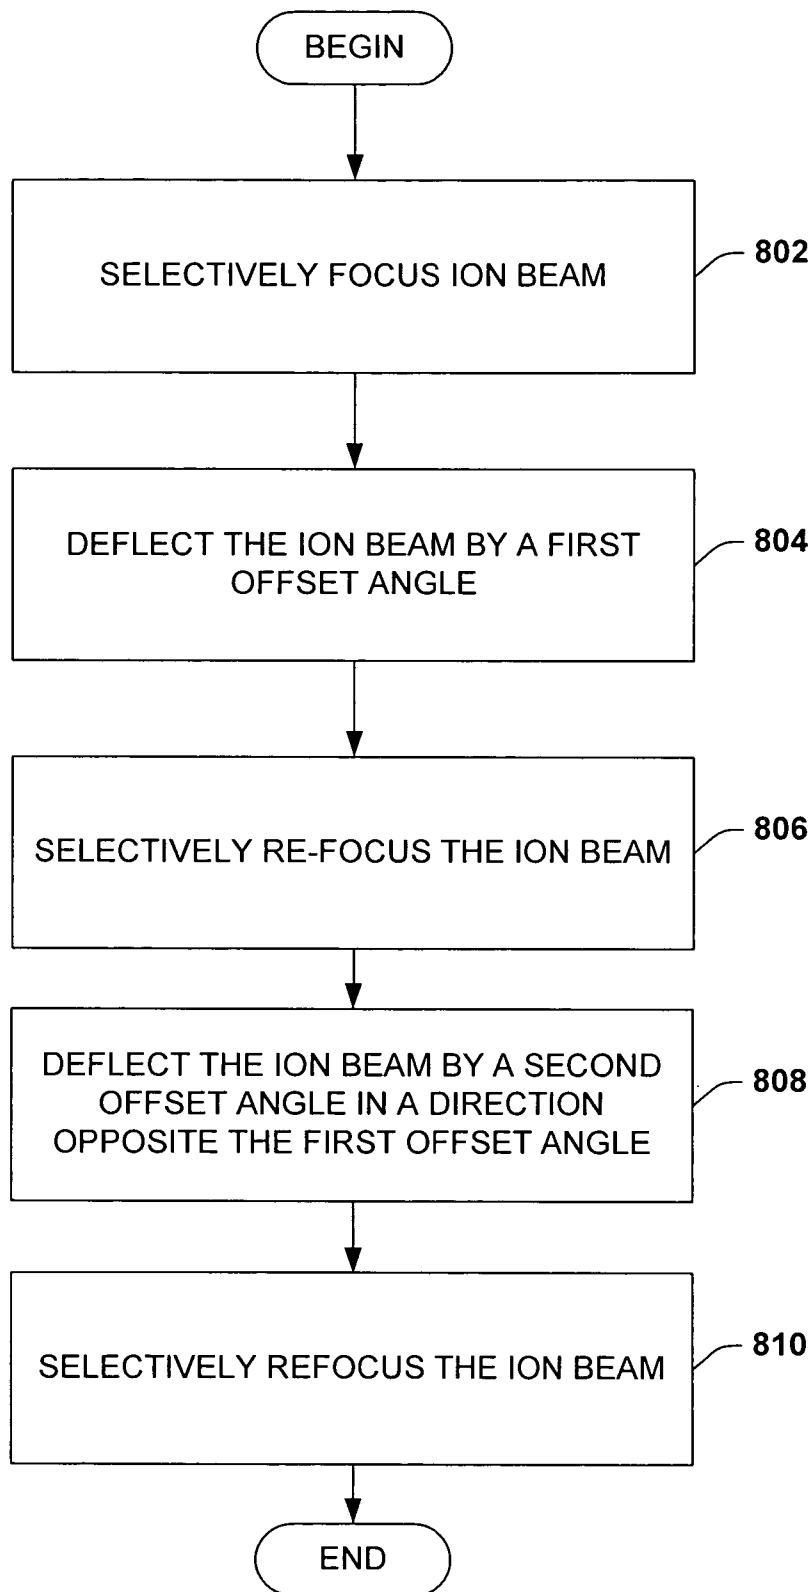 BEGIN
SELECTIVELY FOCUS ION BEAM
802
DEFLECT THE ION BEAM BY A FIRST
OFFSET ANGLE
804
SELECTIVELY RE-FOCUS THE ION BEAM
806
DEFLECT THE ION BEAM BY A SECOND
OFFSET ANGLE IN A DIRECTION
OPPOSITE THE FIRST OFFSET ANGLE
808
SELECTIVELY REFOCUS THE ION BEAM
810
END